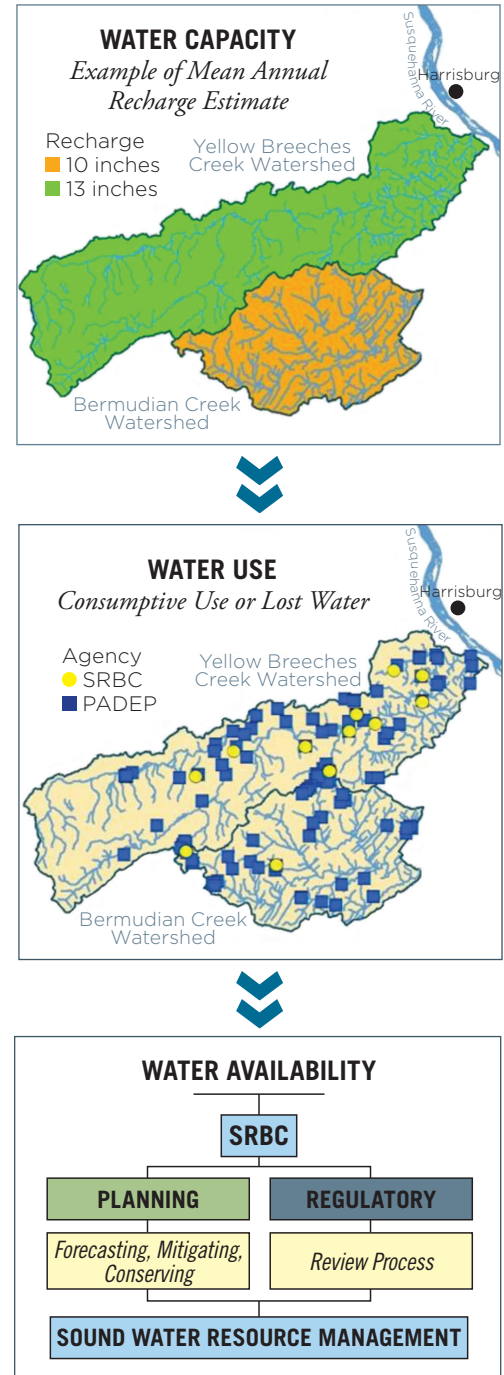 WATER CAPACITY
Example of Mean Annual
Recharge Estimate
Susquehanna
River
Harrisburg
Recharge
10 inches
13 inches
Yellow Breeches
Creek Watershed
Bermudian Creek
Watershed
WATER USE
Consumptive Use or Lost Water
Susquehanna
River
Harrisburg
Agency
SRBC
PADEP
Yellow Breeches
Creek Watershed
Bermudian Creek
Watershed
WATER AVAILABILITY
SRBC
PLANNING
REGULATORY
Forecasting, Mitigating,
Conserving
Review Process
SOUND WATER RESOURCE MANAGEMENT